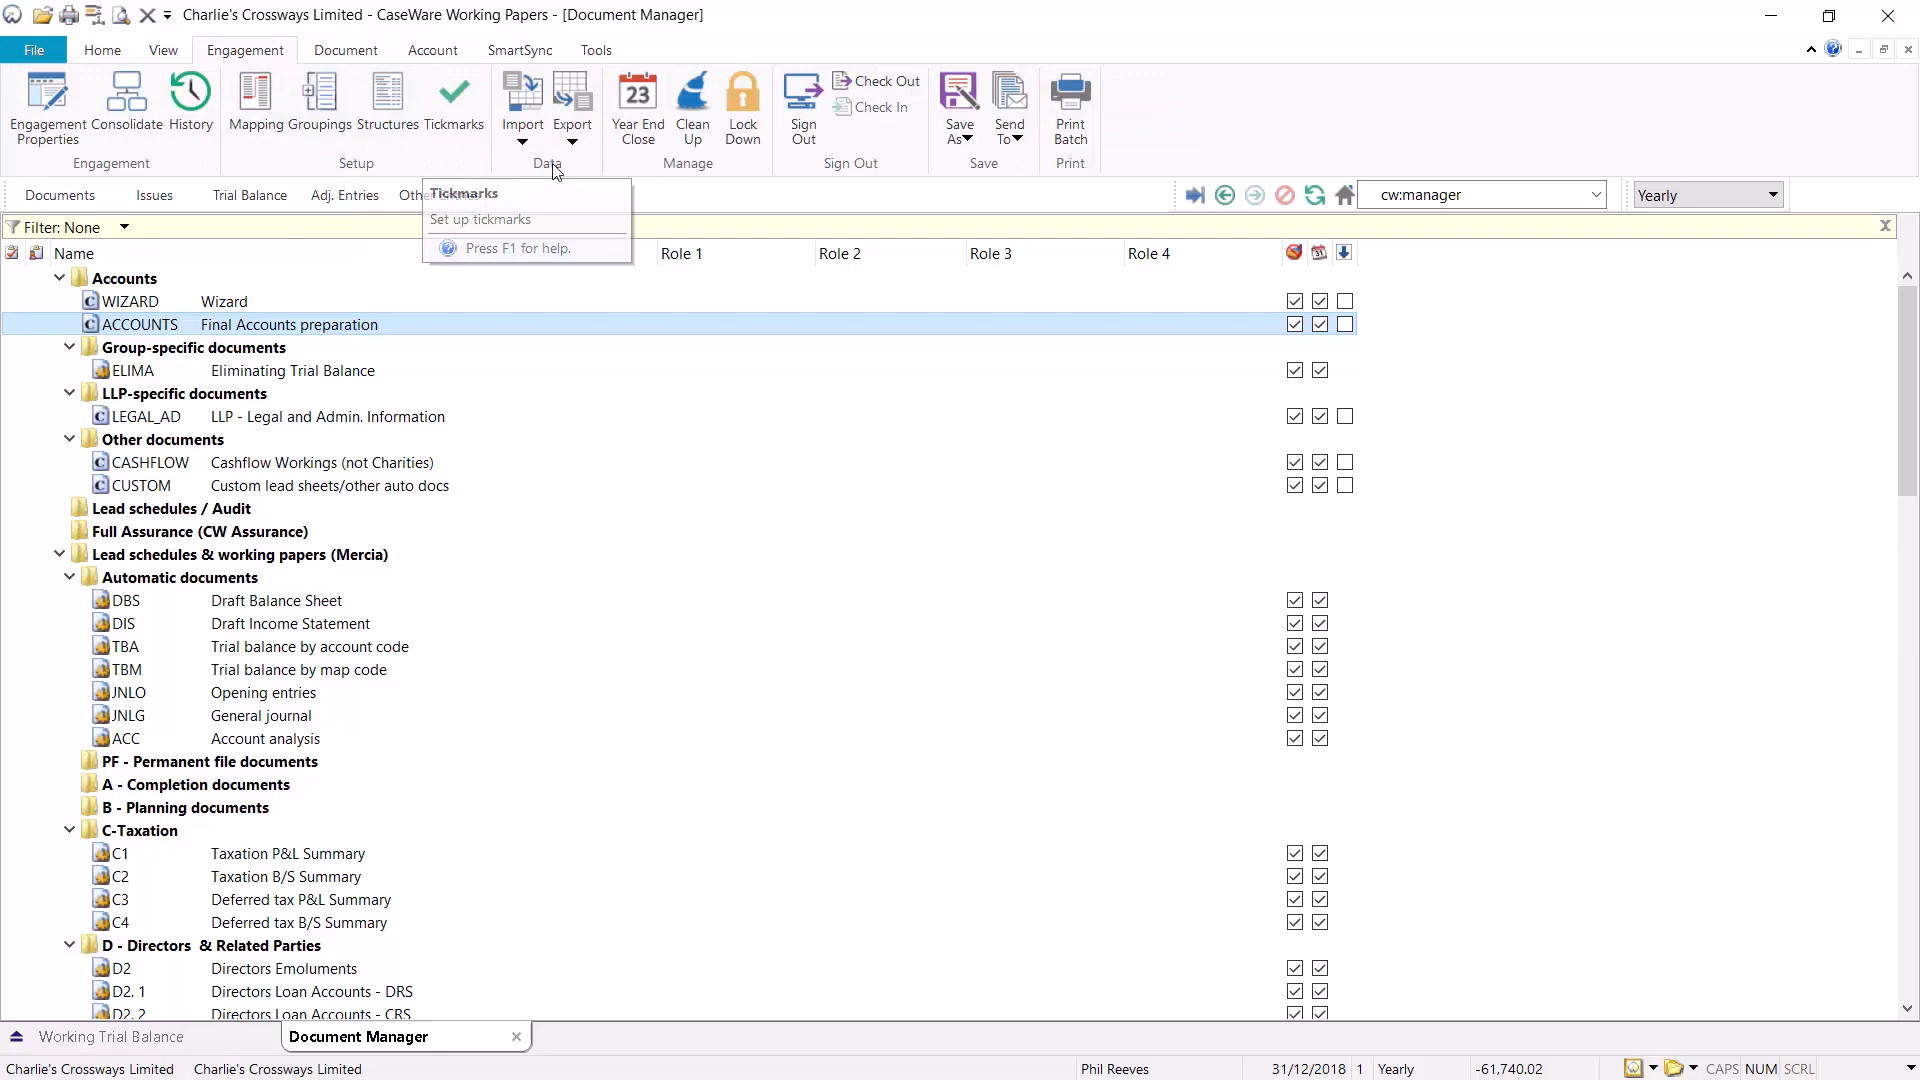 Charlie's Crossways Limited - CaseWare Working Papers - [Document Manager]
File Home View Engagement Document Account SmartSync Tools
Engagement Properties Consolidate History
Engagement
Mapping Groupings Structures Tickmarks
Setup
Import Export
Data
23
Year End Close Clean Up Lock Down
Manage
Sign Out Check Out Check In
Sign Out
Save As Send To
Save
Print Batch
Print
Documents Issues Trial Balance Adj. Entries
Tickmarks
Set up tickmarks
Press F1 for help.
cw:manager Yearly
Filter: None X
Name Role 1 Role 2 Role 3 Role 4 31
Accounts
WIZARD Wizard
ACCOUNTS Final Accounts preparation
Group-specific documents
ELIMA Eliminating Trial Balance
LLP-specific documents
LEGAL_AD LLP - Legal and Admin. Information
Other documents
CASHFLOW Cashflow Workings (not Charities)
CUSTOM Custom lead sheets/other auto docs
Lead schedules / Audit
Full Assurance (CW Assurance)
Lead schedules & working papers (Mercia)
Automatic documents
DBS Draft Balance Sheet
DIS Draft Income Statement
TBA Trial balance by account code
TBM Trial balance by map code
JNLO Opening entries
JNLG General journal
ACC Account analysis
PF - Permanent file documents
A - Completion documents
B - Planning documents
C-Taxation
C1 Taxation P&L Summary
C2 Taxation B/S Summary
C3 Deferred tax P&L Summary
C4 Deferred tax B/S Summary
D - Directors & Related Parties
D2 Directors Emoluments
D2. 1 Directors Loan Accounts - DRS
D2. 2 Directors Loan Accounts - CRS
Working Trial Balance Document Manager
Charlie's Crossways Limited Charlie's Crossways Limited Phil Reeves 31/12/2018 1 Yearly -61,740.02 CAPS NUM SCRL